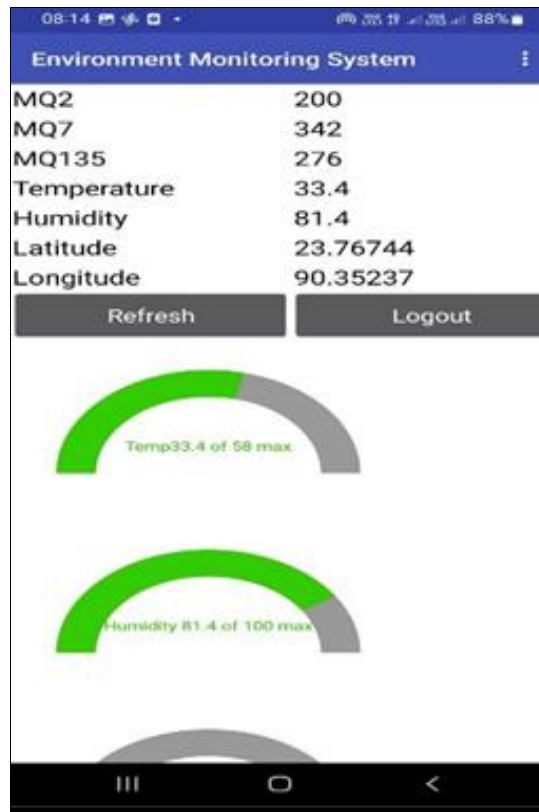 08:14
88%
Environment Monitoring System
MQ2 200
MQ7 342
MQ135 276
Temperature 33.4
Humidity 81.4
Latitude 23.76744
Longitude 90.35237
Refresh Logout
Temp33.4 of 58 max
Humidity 81.4 of 100 max